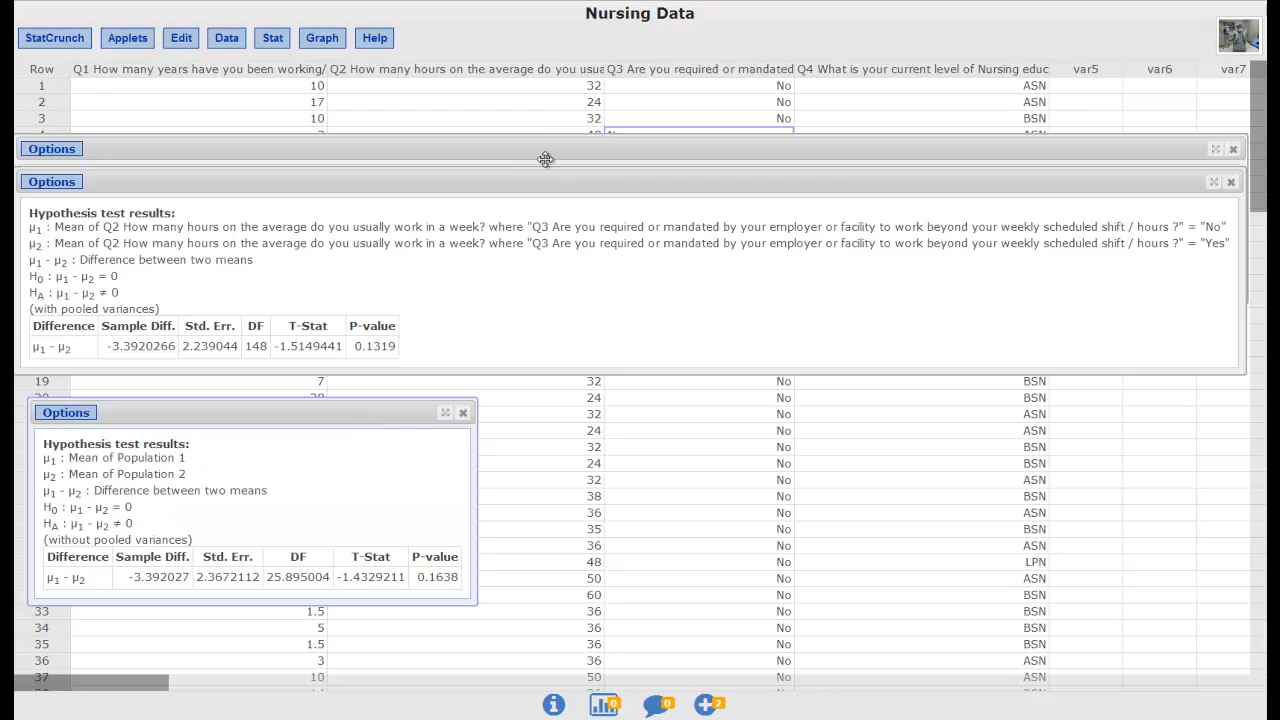 Nursing Data
StatCrunch Applets Edit Data Stat Graph Help
Row Q1 How many years have you been working/ Q2 How many hours on the average do you usua Q3 Are you required or mandated Q4 What is your current level of Nursing educ var5 var6 var7
1 10 32 No ASN
2 17 24 No ASN
3 10 32 No BSN
Options
Options
Hypothesis test results:
μ1 : Mean of Q2 How many hours on the average do you usually work in a week? where "Q3 Are you required or mandated by your employer or facility to work beyond your weekly scheduled shift / hours ?" = "No"
μ2 : Mean of Q2 How many hours on the average do you usually work in a week? where "Q3 Are you required or mandated by your employer or facility to work beyond your weekly scheduled shift / hours ?" = "Yes"
μ1 - μ2 : Difference between two means
H0 : μ1 - μ2 = 0
HA : μ1 - μ2 ≠ 0
(with pooled variances)
Difference Sample Diff. Std. Err. DF T-Stat P-value
μ1 - μ2 -3.3920266 2.239044 148 -1.5149441 0.1319
19 7 32 No BSN
24 No BSN
32 No ASN
24 No ASN
32 No BSN
24 No BSN
32 No ASN
38 No BSN
36 No ASN
35 No BSN
36 No ASN
48 No LPN
50 No ASN
60 No BSN
Options
Hypothesis test results:
μ1 : Mean of Population 1
μ2 : Mean of Population 2
μ1 - μ2 : Difference between two means
H0 : μ1 - μ2 = 0
HA : μ1 - μ2 ≠ 0
(without pooled variances)
Difference Sample Diff. Std. Err. DF T-Stat P-value
μ1 - μ2 -3.392027 2.3672112 25.895004 -1.4329211 0.1638
33 1.5 36 No BSN
34 5 36 No BSN
35 1.5 36 No BSN
36 3 36 No ASN
37 10 50 No BSN
0 0 2